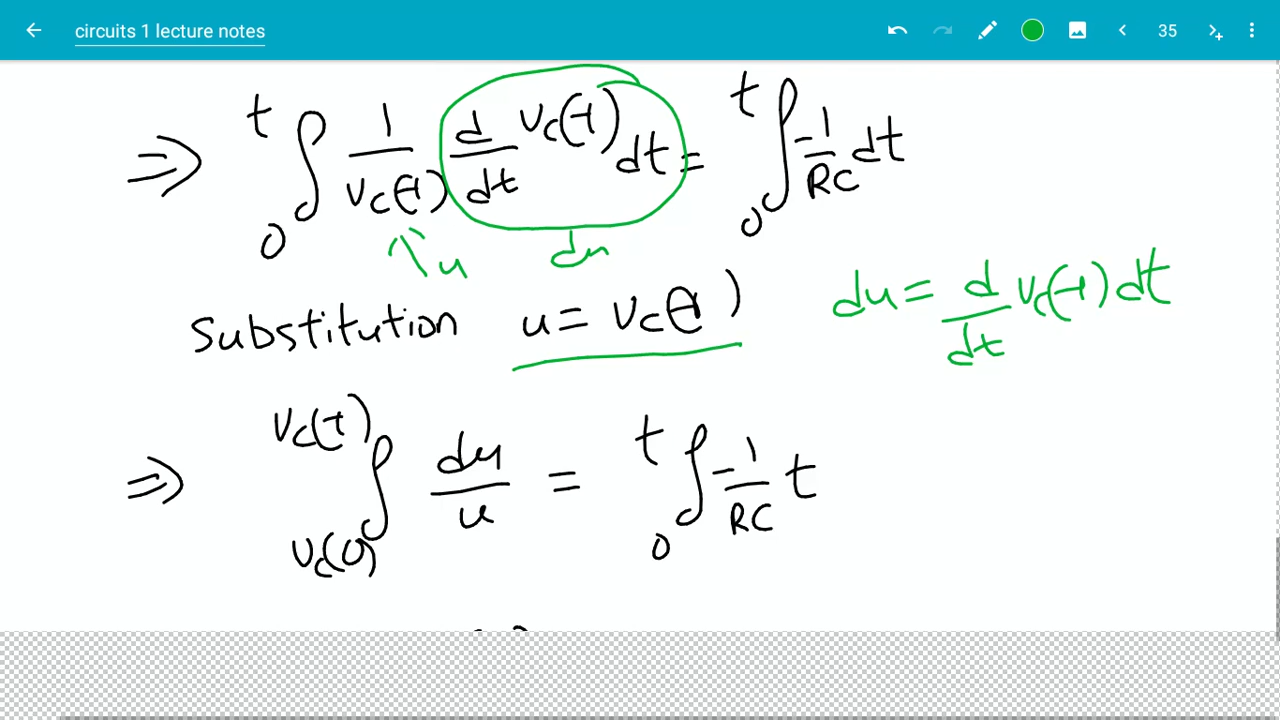 circuits 1 lecture notes
35
⇒ ∫₀ᵗ 1/Vc(t) d/dt Vc(t) dt = ∫₀ᵗ -1/RC dt
↑u du
Substitution u = Vc(t) du = d/dt Vc(t) dt
⇒ ∫_{Vc(0)}^{Vc(t)} du/u = ∫₀ᵗ -1/RC t